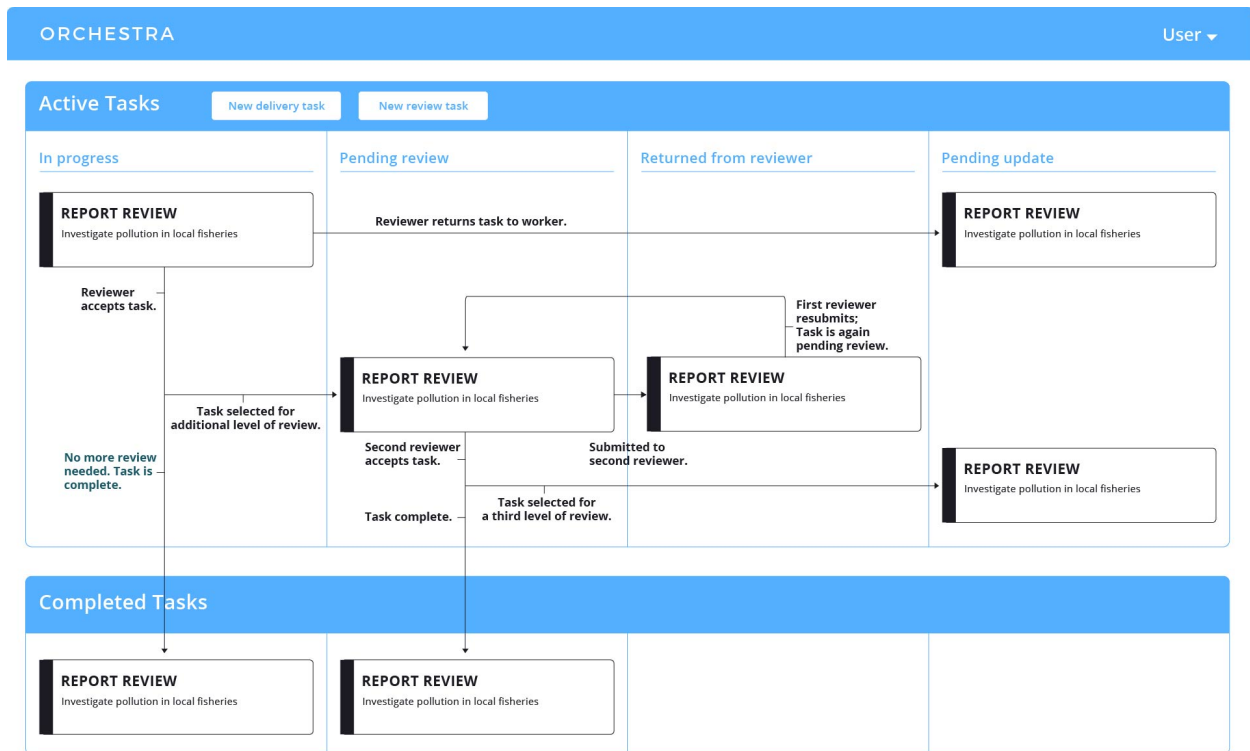 ORCHESTRA
User
Active Tasks
New delivery task
New review task
In progress
Pending review
Returned from reviewer
Pending update
REPORT REVIEW
Investigate pollution in local fisheries
Reviewer returns task to worker.
REPORT REVIEW
Investigate pollution in local fisheries
Reviewer
accepts task.
First reviewer
resubmits;
Task is again
pending review.
REPORT REVIEW
Investigate pollution in local fisheries
REPORT REVIEW
Investigate pollution in local fisheries
Task selected for
additional level of review.
No more review
needed. Task is
complete.
Second reviewer
accepts task.
Submitted to
second reviewer.
REPORT REVIEW
Investigate pollution in local fisheries
Task selected for
a third level of review.
Task complete.
Completed Tasks
REPORT REVIEW
Investigate pollution in local fisheries
REPORT REVIEW
Investigate pollution in local fisheries